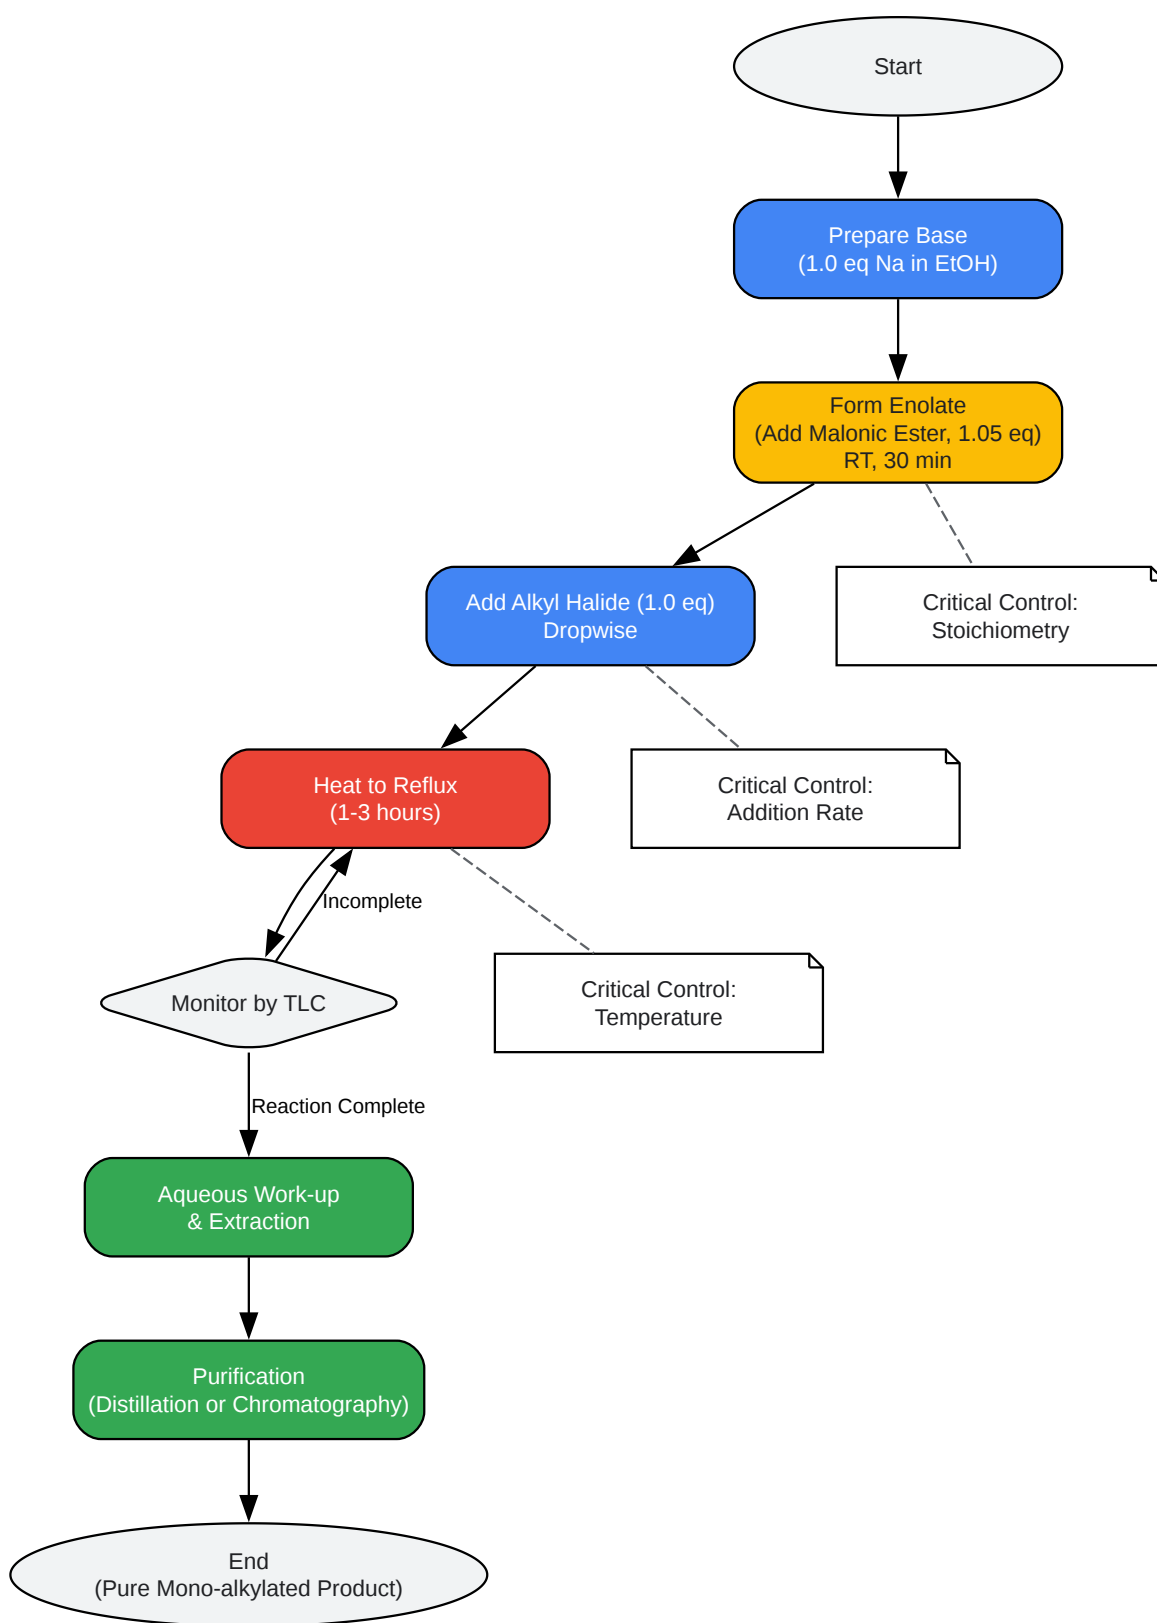 Start
Prepare Base
(1.0 eq Na in EtOH)
Form Enolate
(Add Malonic Ester, 1.05 eq)
RT, 30 min
Add Alkyl Halide (1.0 eq)
Dropwise
Critical Control:
Stoichiometry
Heat to Reflux
(1-3 hours)
Critical Control:
Addition Rate
Incomplete
Monitor by TLC
Critical Control:
Temperature
Reaction Complete
Aqueous Work-up
& Extraction
Purification
(Distillation or Chromatography)
End
(Pure Mono-alkylated Product)